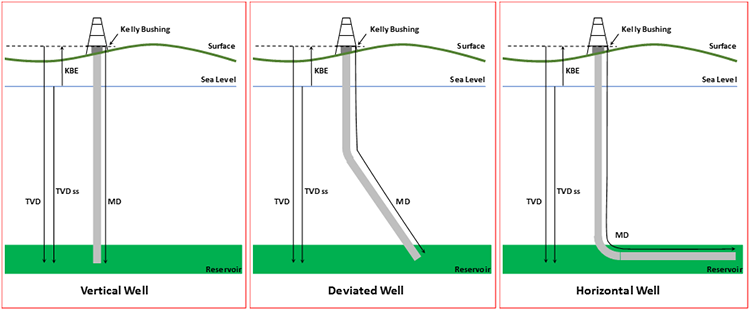 Kelly Bushing
Surface
KBE
Sea Level
TVD
TVD ss
MD
Reservoir
Vertical Well
Kelly Bushing
Surface
KBE
Sea Level
TVD
TVD ss
MD
Reservoir
Deviated Well
Kelly Bushing
Surface
KBE
Sea Level
TVD
TVD ss
MD
Reservoir
Horizontal Well